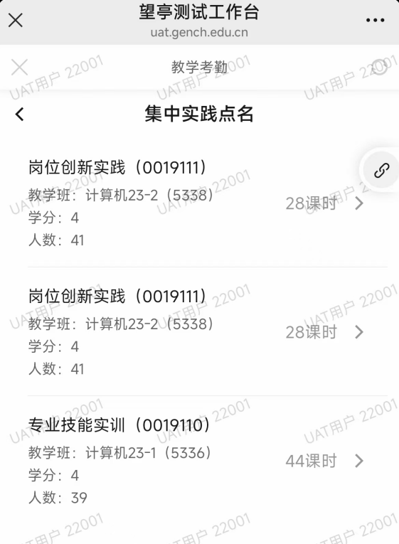 望亭测试工作台
uat.gench.edu.cn
教学考勤
集中实践点名
岗位创新实践（0019111）
教学班：计算机23-2（5338）
学分：4
人数：41
28课时
岗位创新实践（0019111）
教学班：计算机23-2（5338）
学分：4
人数：41
28课时
专业技能实训（0019110）
教学班：计算机23-1（5336）
学分：4
人数：39
44课时
UAT用户 22001